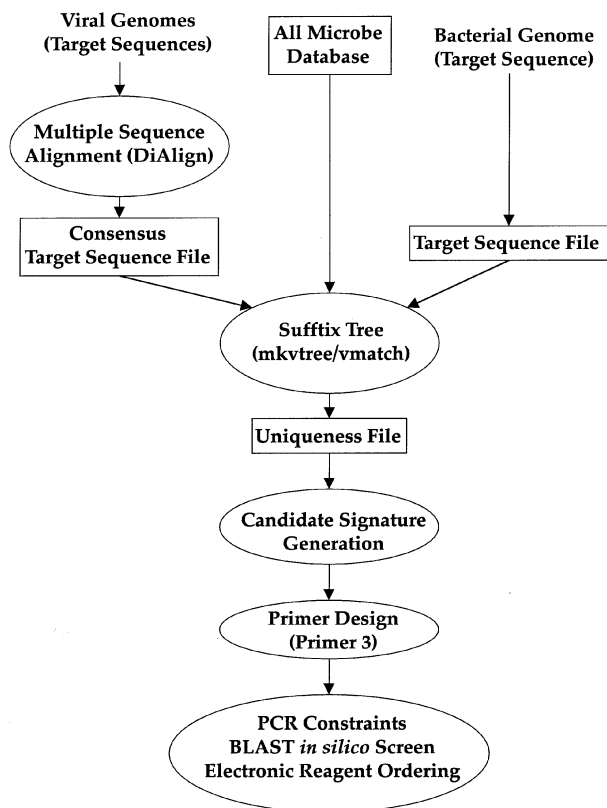 Viral Genomes
(Target Sequences)
All Microbe
Database
Bacterial Genome
(Target Sequence)
Multiple Sequence
Alignment (DiAlign)
Consensus
Target Sequence File
Target Sequence File
Sufftix Tree
(mkvtree/vmatch)
Uniqueness File
Candidate Signature
Generation
Primer Design
(Primer 3)
PCR Constraints
BLAST in silico Screen
Electronic Reagent Ordering